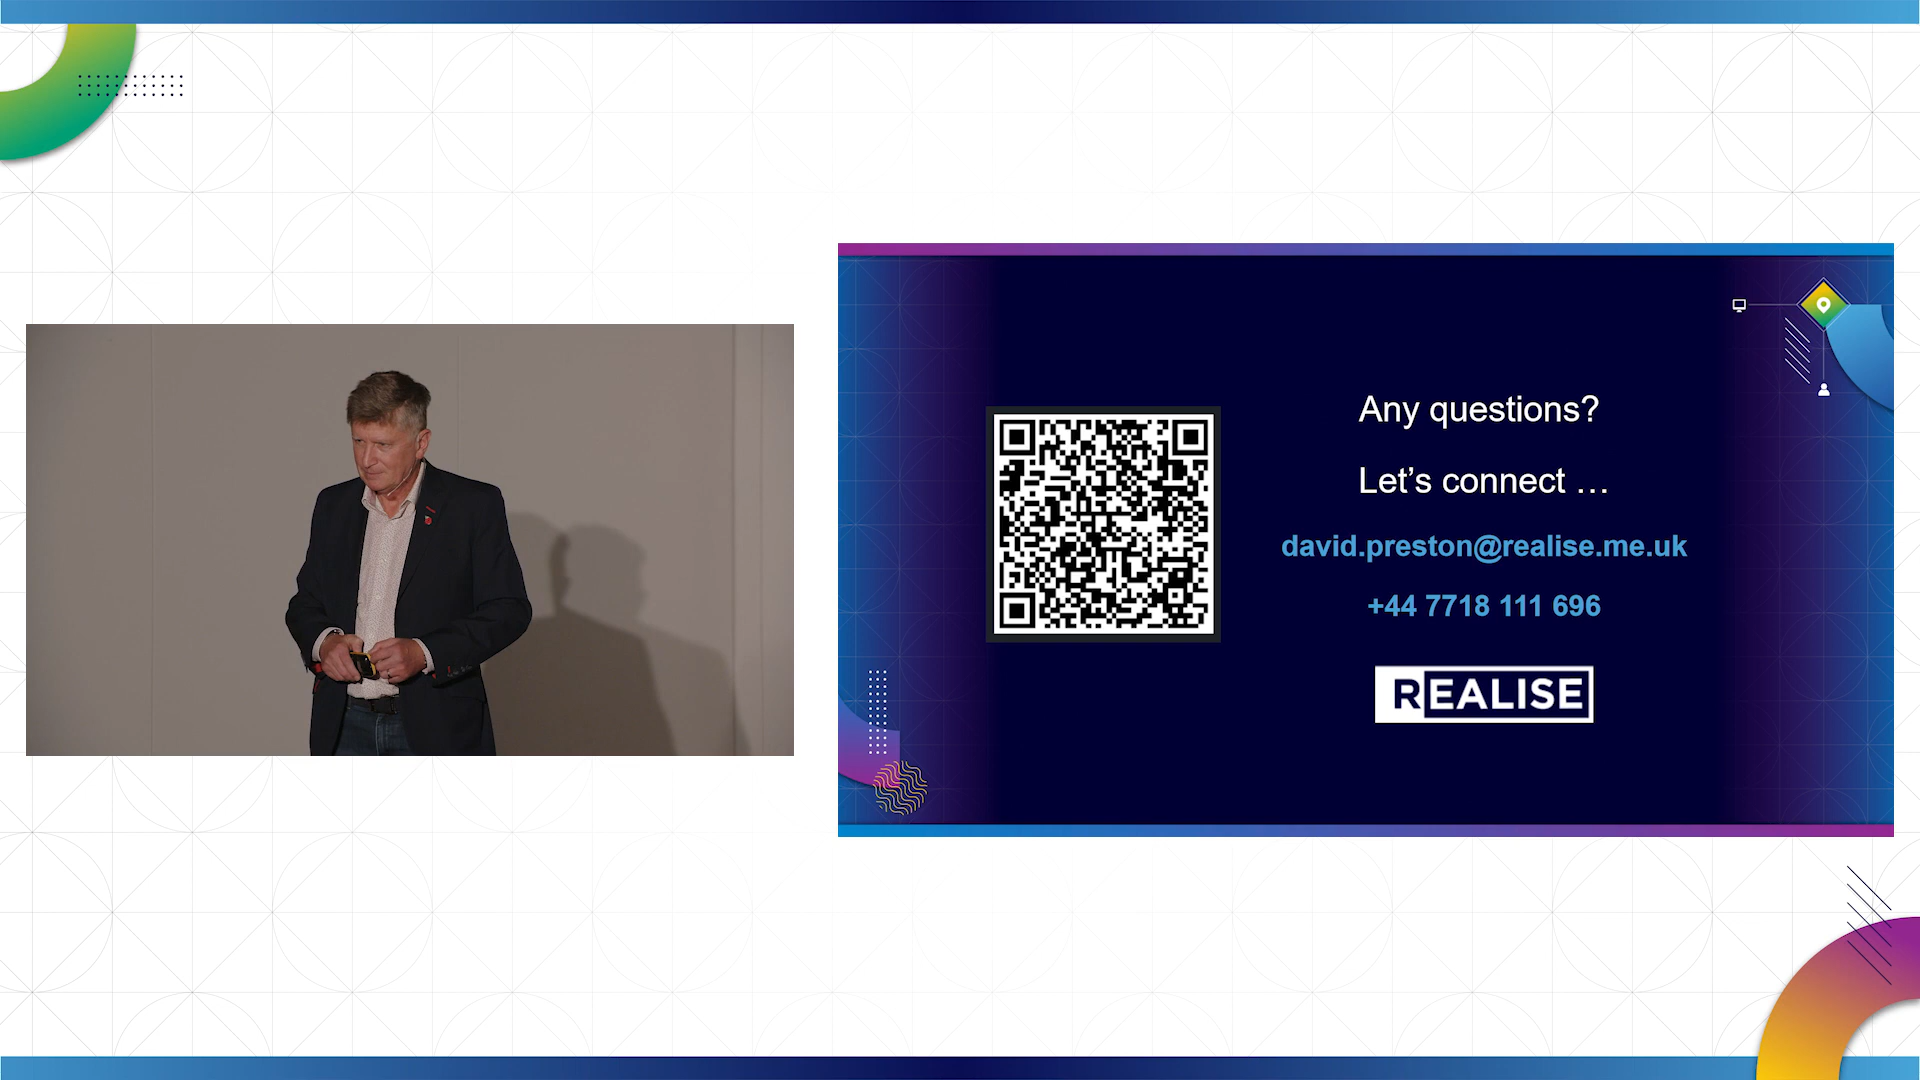 Any questions?
Let’s connect …
david.preston@realise.me.uk
+44 7718 111 696
REALISE